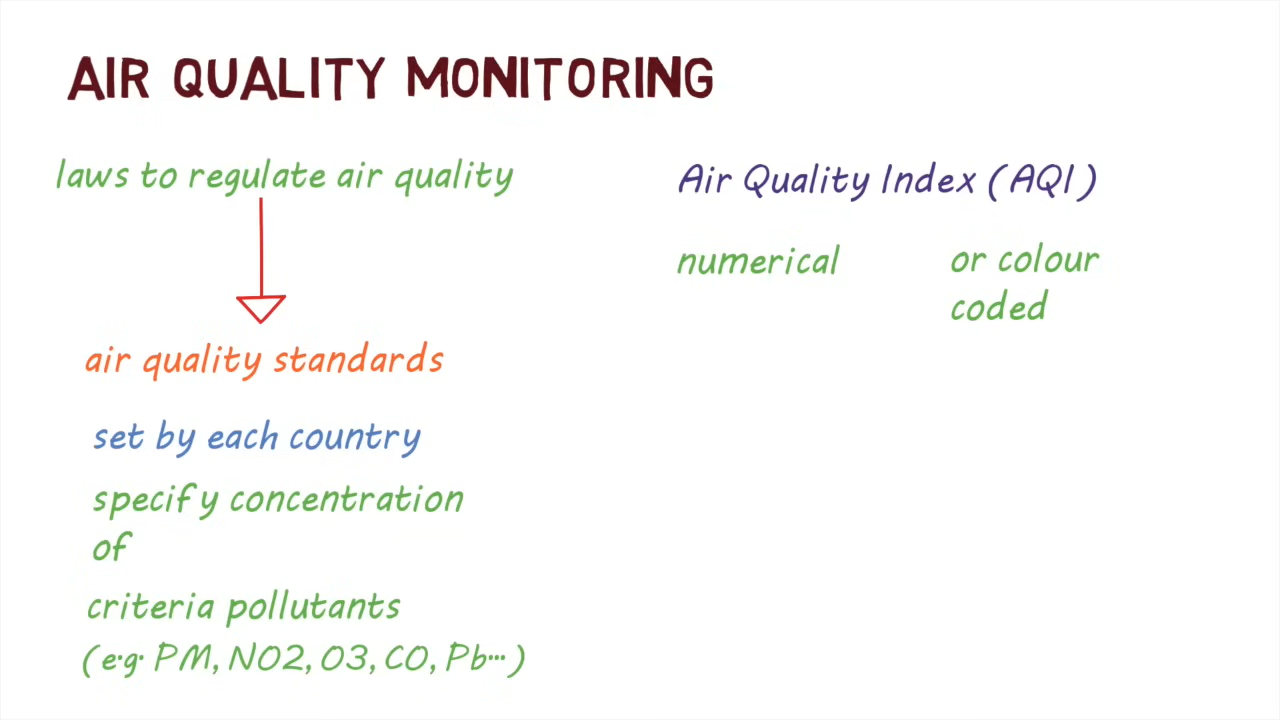 AIR QUALITY MONITORING
laws to regulate air quality
air quality standards
set by each country
specify concentration
of
criteria pollutants
(e.g. PM, NO2, O3, CO, Pb...)
Air Quality Index (AQI)
numerical
or colour
coded